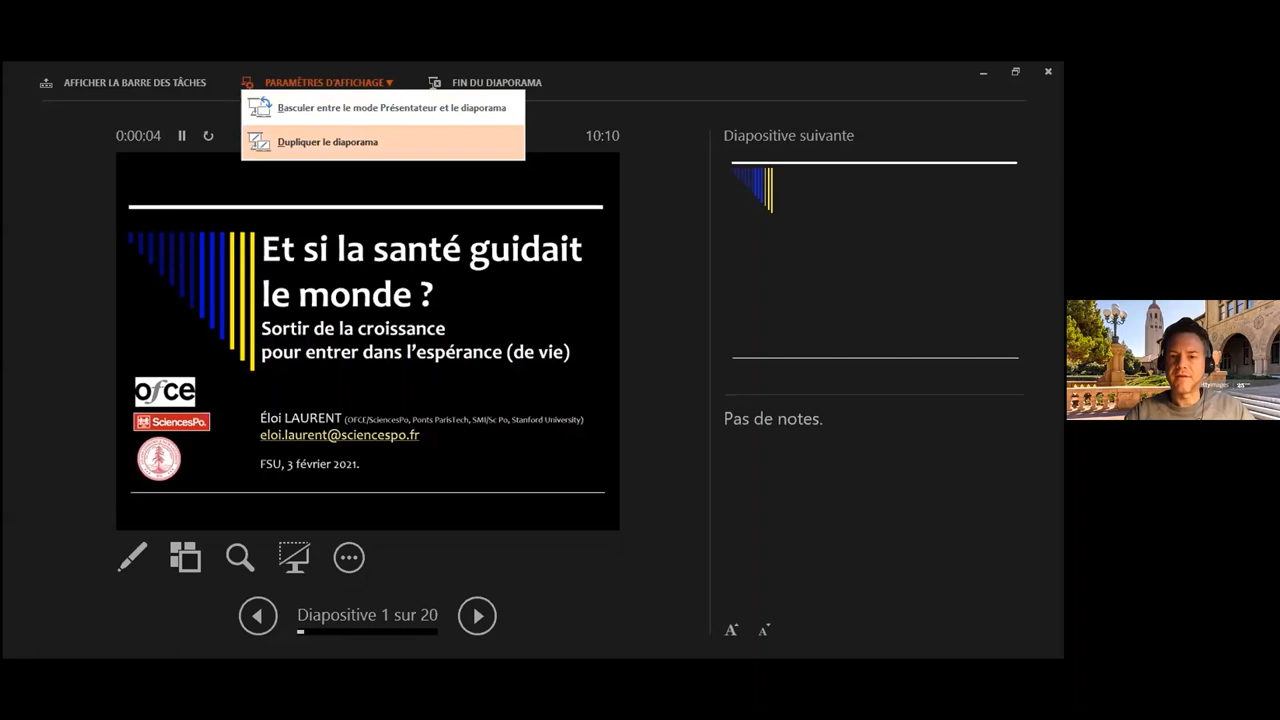 AFFICHER LA BARRE DES TÂCHES
PARAMÈTRES D'AFFICHAGE
FIN DU DIAPORAMA
Basculer entre le mode Présentateur et le diaporama
Dupliquer le diaporama
0:00:04
10:10
Diapositive suivante
Et si la santé guidait
le monde ?
Sortir de la croissance
pour entrer dans l'espérance (de vie)
ofce
SciencesPo.
Éloi LAURENT (OFCE/SciencesPo, Ponts ParisTech, SMI/Sc Po, Stanford University)
eloi.laurent@sciencespo.fr
FSU, 3 février 2021.
Pas de notes.
Diapositive 1 sur 20
A A